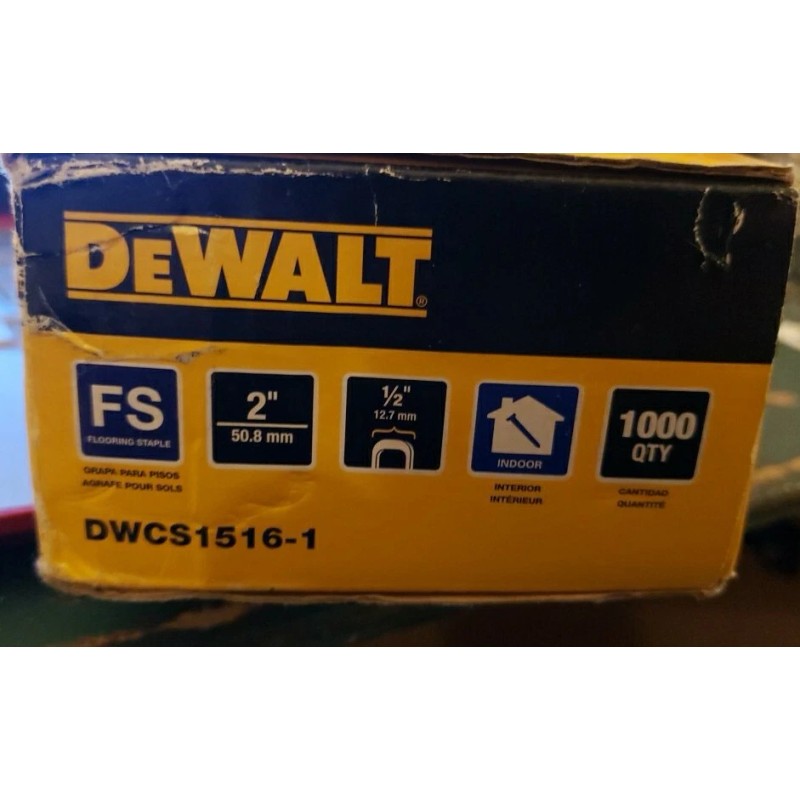 DEWALT®
FS
FLOORING STAPLE
GRAPA PARA PISOS
AGRAFE POUR SOLS
2"
50.8 mm
½"
12.7 mm
INDOOR
INTERIOR
INTÉRIEUR
1000
QTY
CANTIDAD
QUANTITÉ
DWCS1516-1